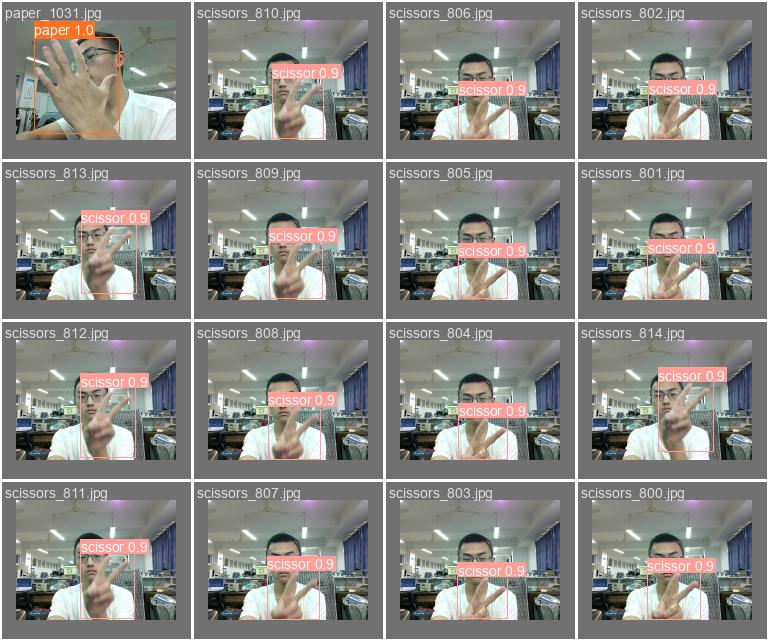 paper_1031.jpg
paper 1.0
scissors_810.jpg
scissor 0.9
scissors_806.jpg
scissor 0.9
scissors_802.jpg
scissor 0.9
scissors_813.jpg
scissor 0.9
scissors_809.jpg
scissor 0.9
scissors_805.jpg
scissor 0.9
scissors_801.jpg
scissor 0.9
scissors_812.jpg
scissor 0.9
scissors_808.jpg
scissor 0.9
scissors_804.jpg
scissor 0.9
scissors_814.jpg
scissor 0.9
scissors_811.jpg
scissor 0.9
scissors_807.jpg
scissor 0.9
scissors_803.jpg
scissor 0.9
scissors_800.jpg
scissor 0.9